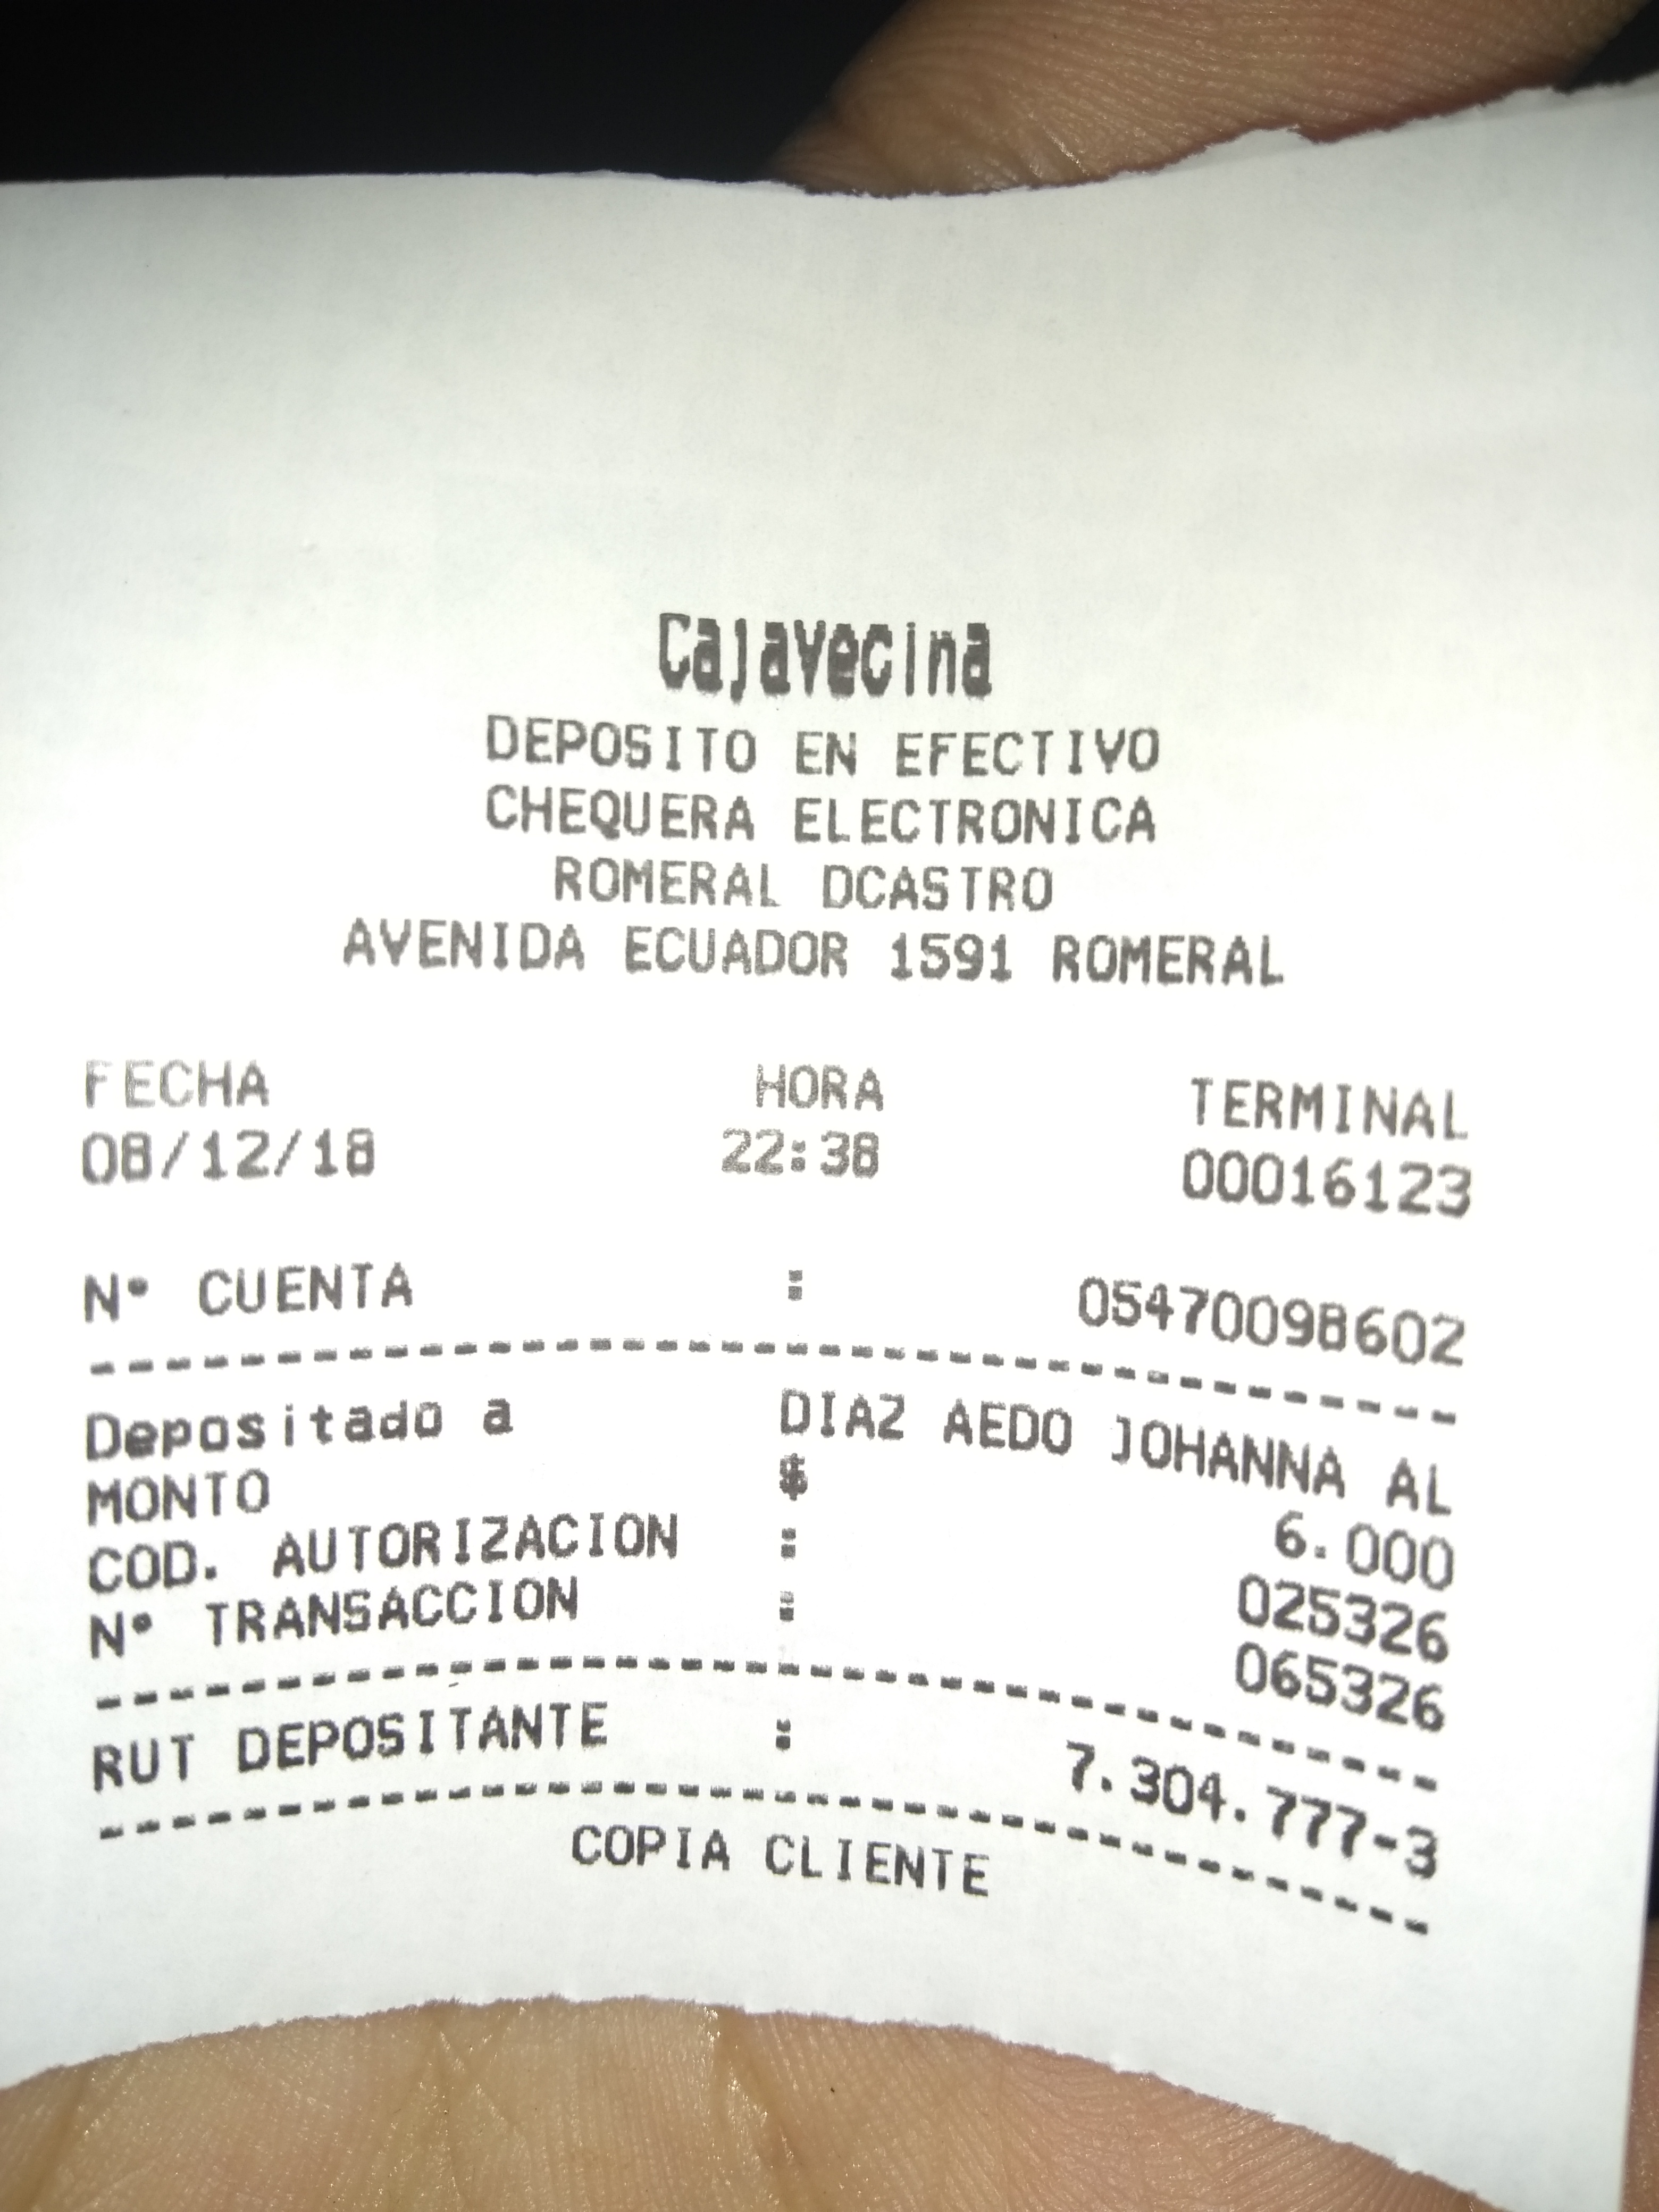 Cajavecina
DEPOSITO EN EFECTIVO
CHEQUERA ELECTRONICA
ROMERAL DCASTRO
AVENIDA ECUADOR 1591 ROMERAL
FECHA HORA TERMINAL
08/12/18 22:38 00016123
N° CUENTA : 05470098602
Depositado a DIAZ AEDO JOHANNA AL
MONTO $ 6.000
COD. AUTORIZACION : 025326
N° TRANSACCION : 065326
RUT DEPOSITANTE : 7.304.777-3
COPIA CLIENTE